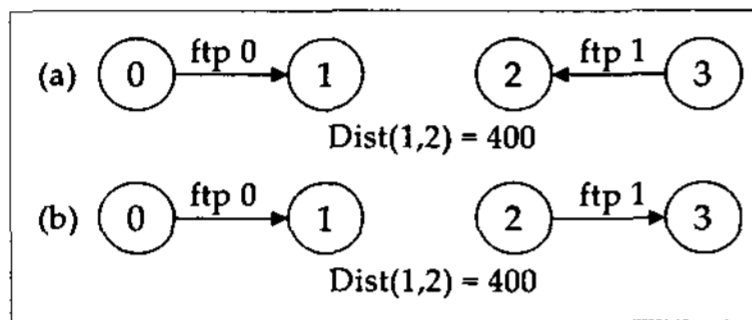 (a) 0 ftp 0 1 2 ftp 1 3
Dist(1,2) = 400
(b) 0 ftp 0 1 2 ftp 1 3
Dist(1,2) = 400